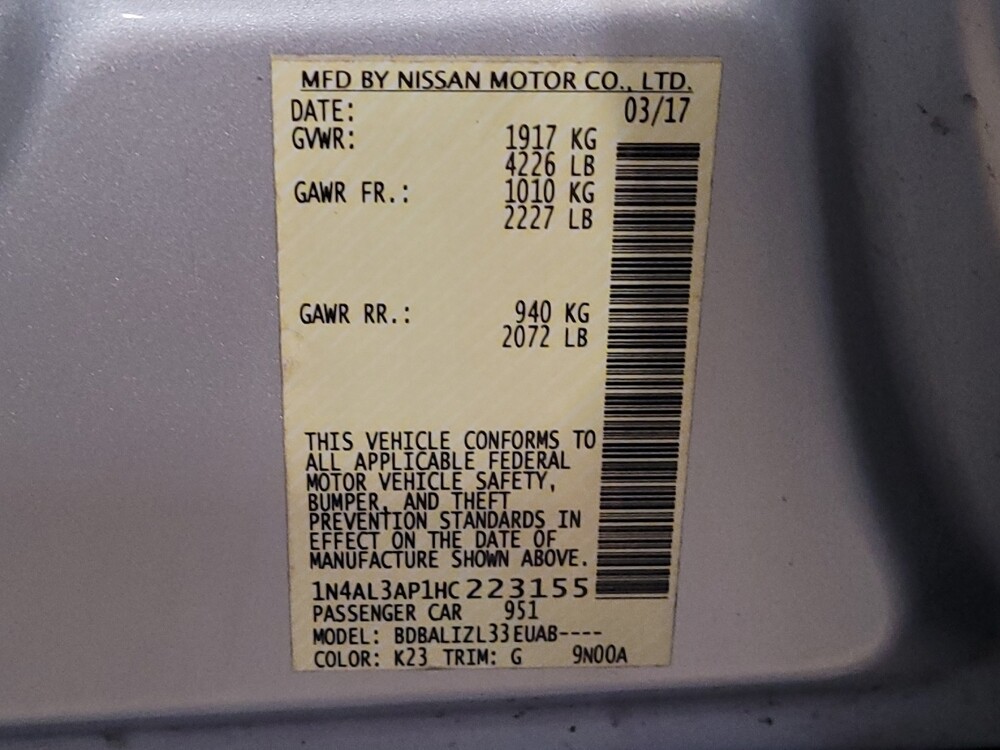 MFD BY NISSAN MOTOR CO., LTD.
DATE: 03/17
GVWR: 1917 KG
4226 LB
GAWR FR.: 1010 KG
2227 LB
GAWR RR.: 940 KG
2072 LB
THIS VEHICLE CONFORMS TO
ALL APPLICABLE FEDERAL
MOTOR VEHICLE SAFETY,
BUMPER, AND THEFT
PREVENTION STANDARDS IN
EFFECT ON THE DATE OF
MANUFACTURE SHOWN ABOVE.
1N4AL3AP1HC223155
PASSENGER CAR 951
MODEL: BDBALIZL33EUAB----
COLOR: K23 TRIM: G 9N00A